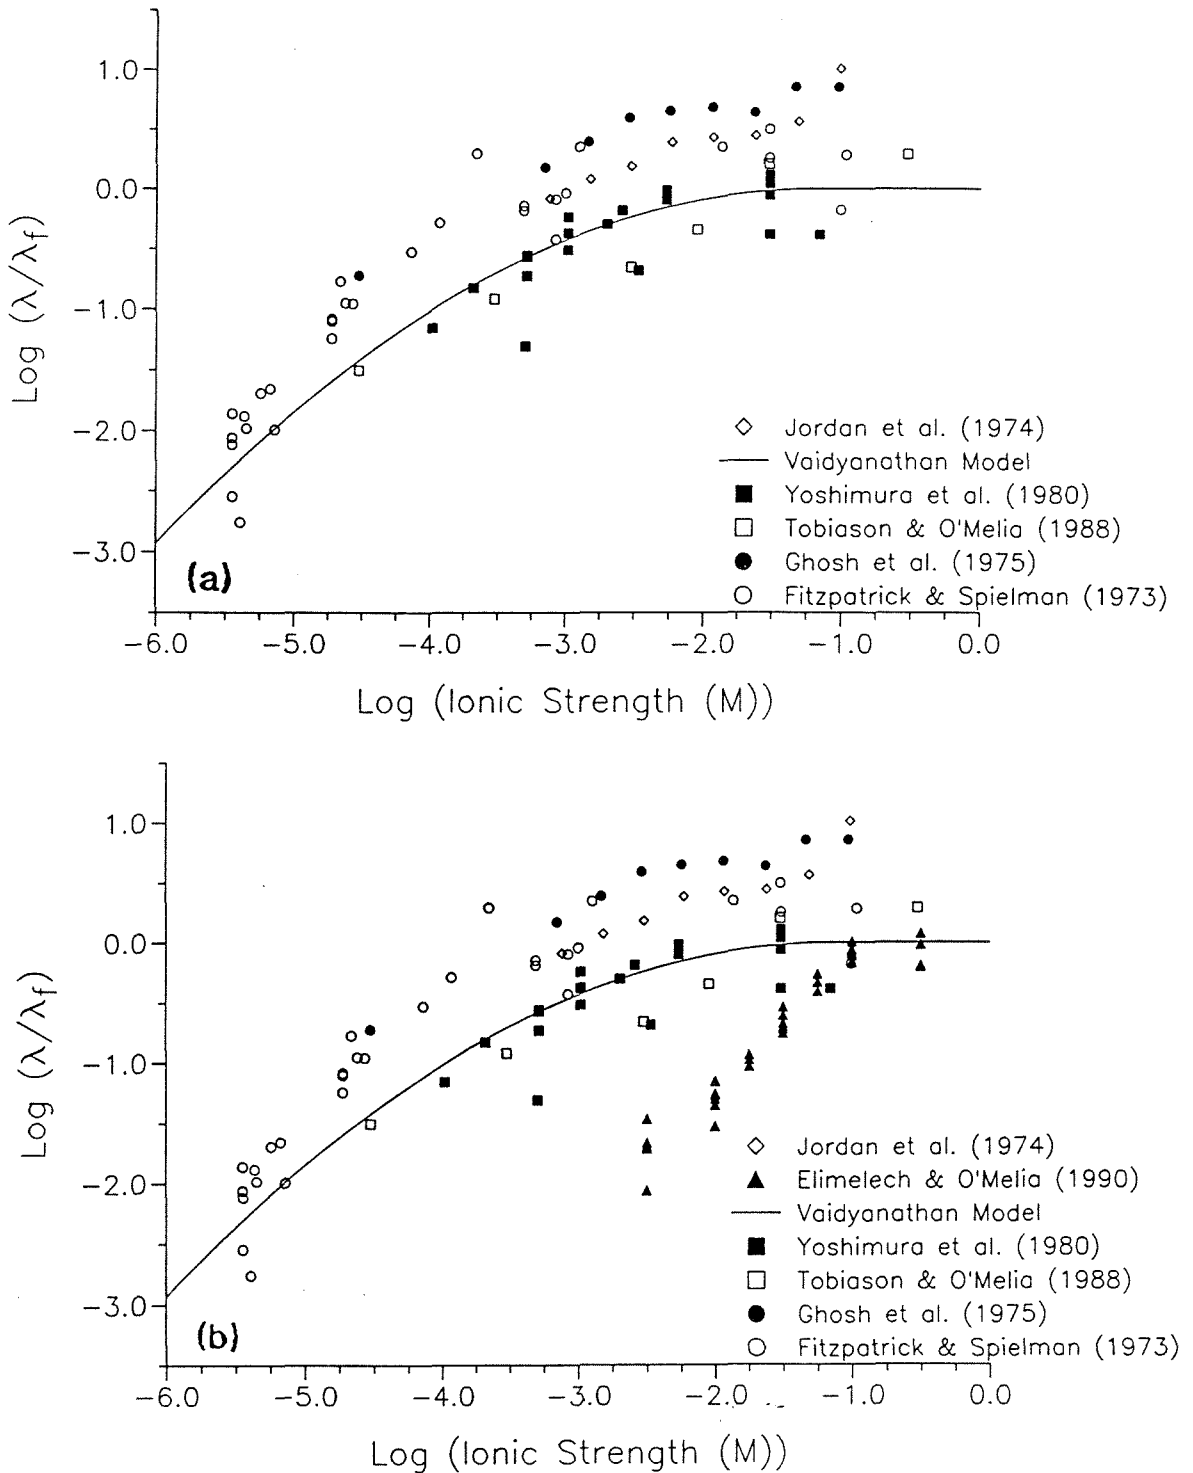 1.0
0.0
−1.0
−2.0
−3.0
Log (λ/λf)
(a)
◇ Jordan et al. (1974)
— Vaidyanathan Model
■ Yoshimura et al. (1980)
□ Tobiason & O'Melia (1988)
● Ghosh et al. (1975)
○ Fitzpatrick & Spielman (1973)
−6.0 −5.0 −4.0 −3.0 −2.0 −1.0 0.0
Log (Ionic Strength (M))
1.0
0.0
−1.0
−2.0
−3.0
Log (λ/λf)
(b)
◇ Jordan et al. (1974)
▲ Elimelech & O'Melia (1990)
— Vaidyanathan Model
■ Yoshimura et al. (1980)
□ Tobiason & O'Melia (1988)
● Ghosh et al. (1975)
○ Fitzpatrick & Spielman (1973)
−6.0 −5.0 −4.0 −3.0 −2.0 −1.0 0.0
Log (Ionic Strength (M))